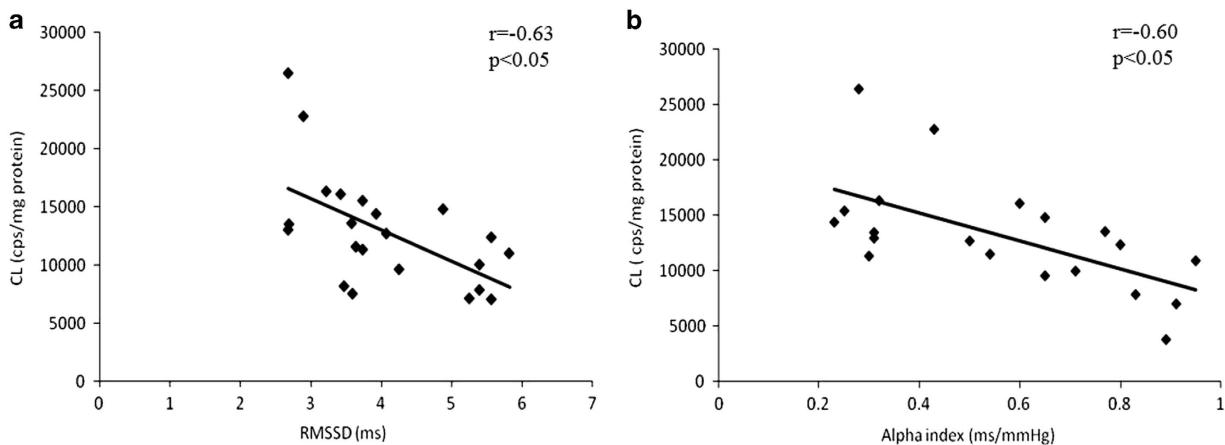 a
r=-0.63
p<0.05
CL (cps/mg protein)
30000
25000
20000
15000
10000
5000
0
0 1 2 3 4 5 6 7
RMSSD (ms)
b
r=-0.60
p<0.05
CL ( cps/mg protein)
30000
25000
20000
15000
10000
5000
0
0 0.2 0.4 0.6 0.8 1
Alpha index (ms/mmHg)